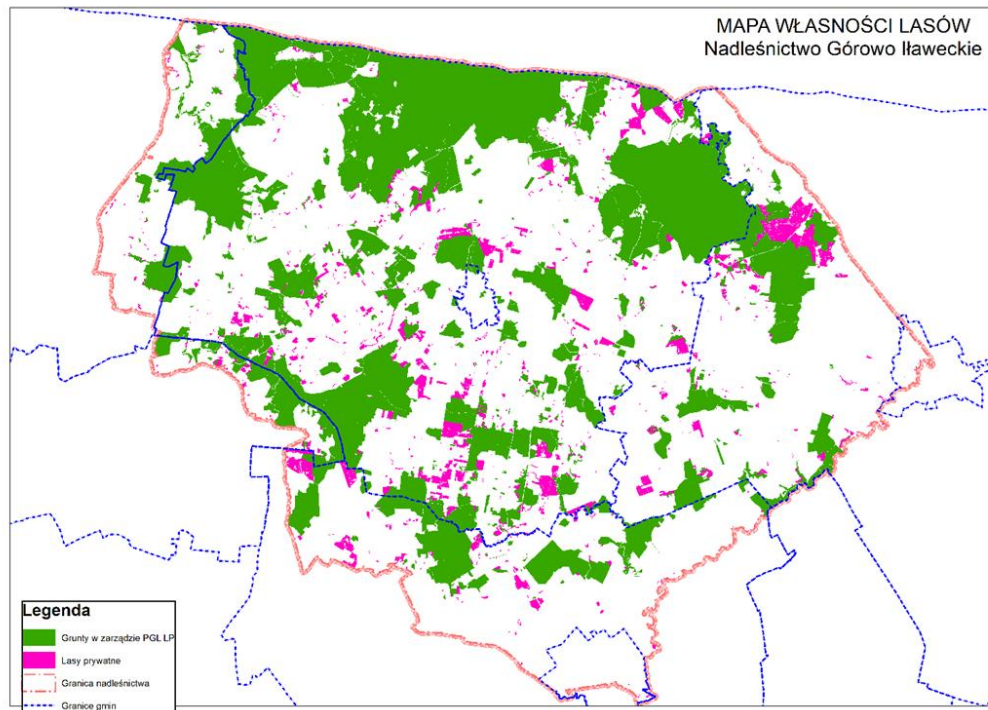 MAPA WŁASNOŚCI LASÓW
Nadleśnictwo Górowo Iławeckie
Legenda
Grunty w zarządzie PGL LP
Lasy prywatne
Granica nadleśnictwa
Granice gmin